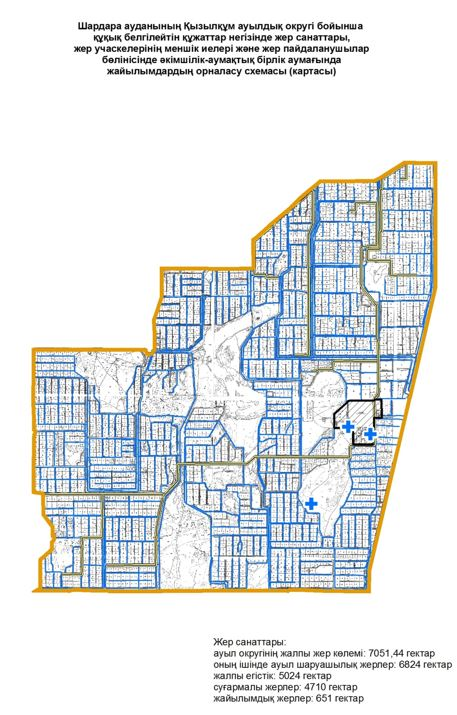 Шардара ауданының Қызылқұм ауылдық округі бойынша
құқық белгілейтін құжаттар негізінде жер санаттары,
жер учаскелерінің меншік иелері және жер пайдаланушылар
бөлінісінде әкімшілік-аумақтық бірлік аумағында
жайылымдардың орналасу схемасы (картасы)
Жер санаттары:
ауыл округінің жалпы жер көлемі: 7051,44 гектар
оның ішінде ауыл шаруашылық жерлер: 6824 гектар
жалпы егістік: 5024 гектар
суғармалы жерлер: 4710 гектар
жайылымдық жерлер: 651 гектар